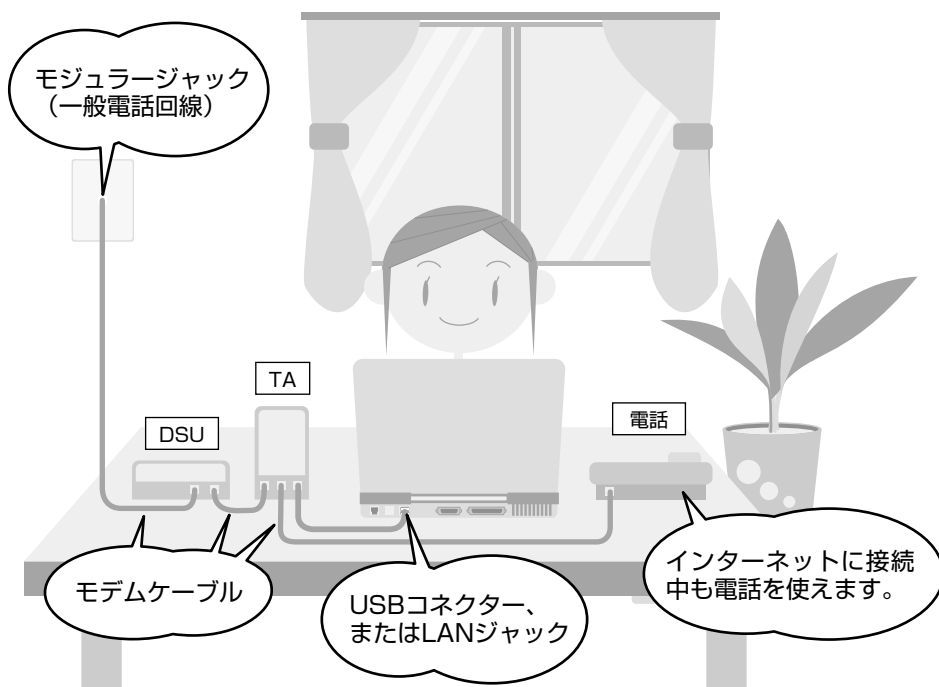 モジュラージャック
（一般電話回線）
TA
DSU
電話
モデムケーブル
USBコネクター、
またはLANジャック
インターネットに接続
中も電話を使えます。